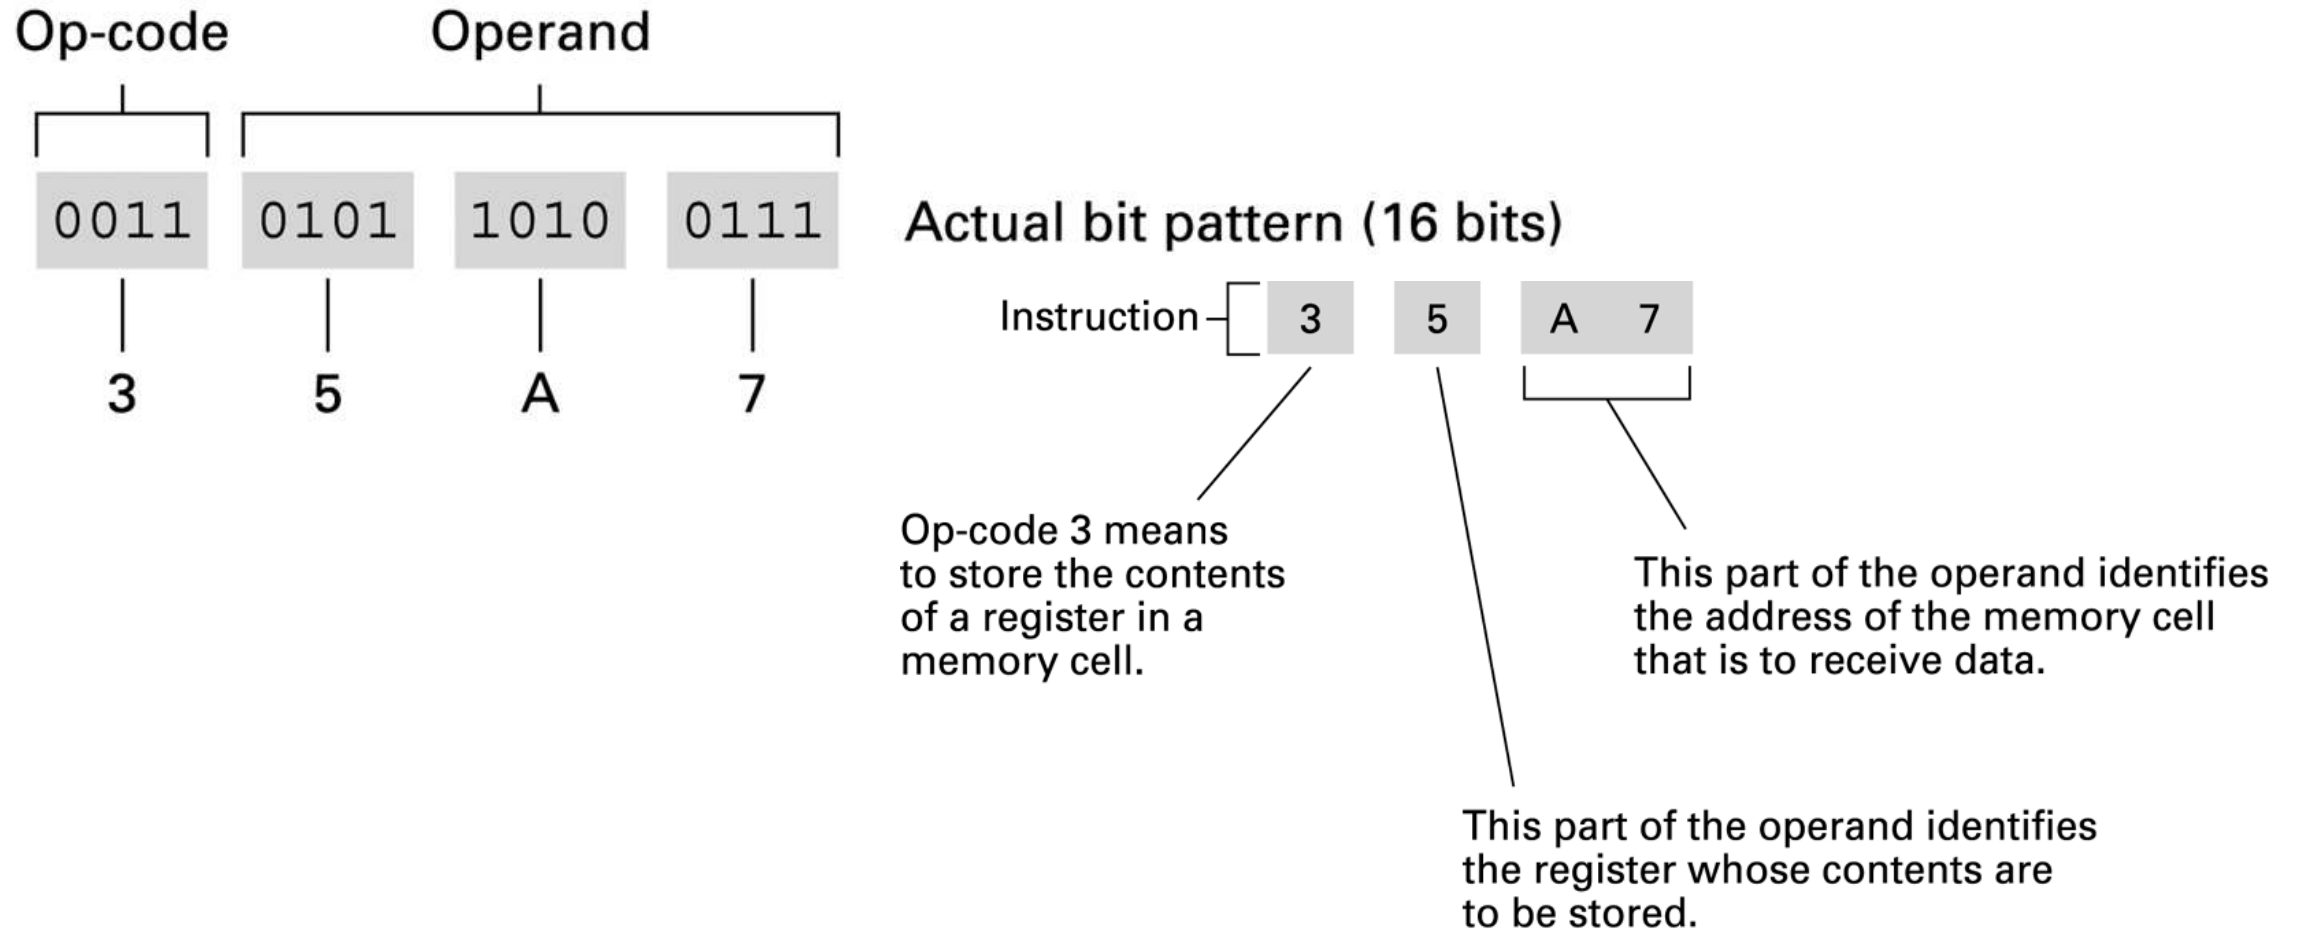 Op-code Operand
0011 0101 1010 0111 Actual bit pattern (16 bits)
3 5 A 7
Instruction 3 5 A 7
Op-code 3 means
to store the contents
of a register in a
memory cell.
This part of the operand identifies
the address of the memory cell
that is to receive data.
This part of the operand identifies
the register whose contents are
to be stored.